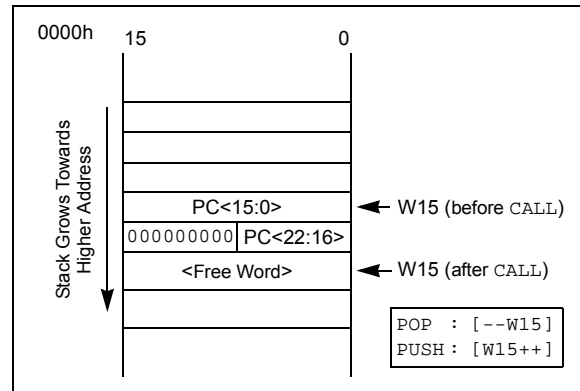 0000h
15 0
Stack Grows Towards
Higher Address
PC<15:0>
W15 (before CALL)
000000000 PC<22:16>
<Free Word>
W15 (after CALL)
POP : [--W15]
PUSH : [W15++]